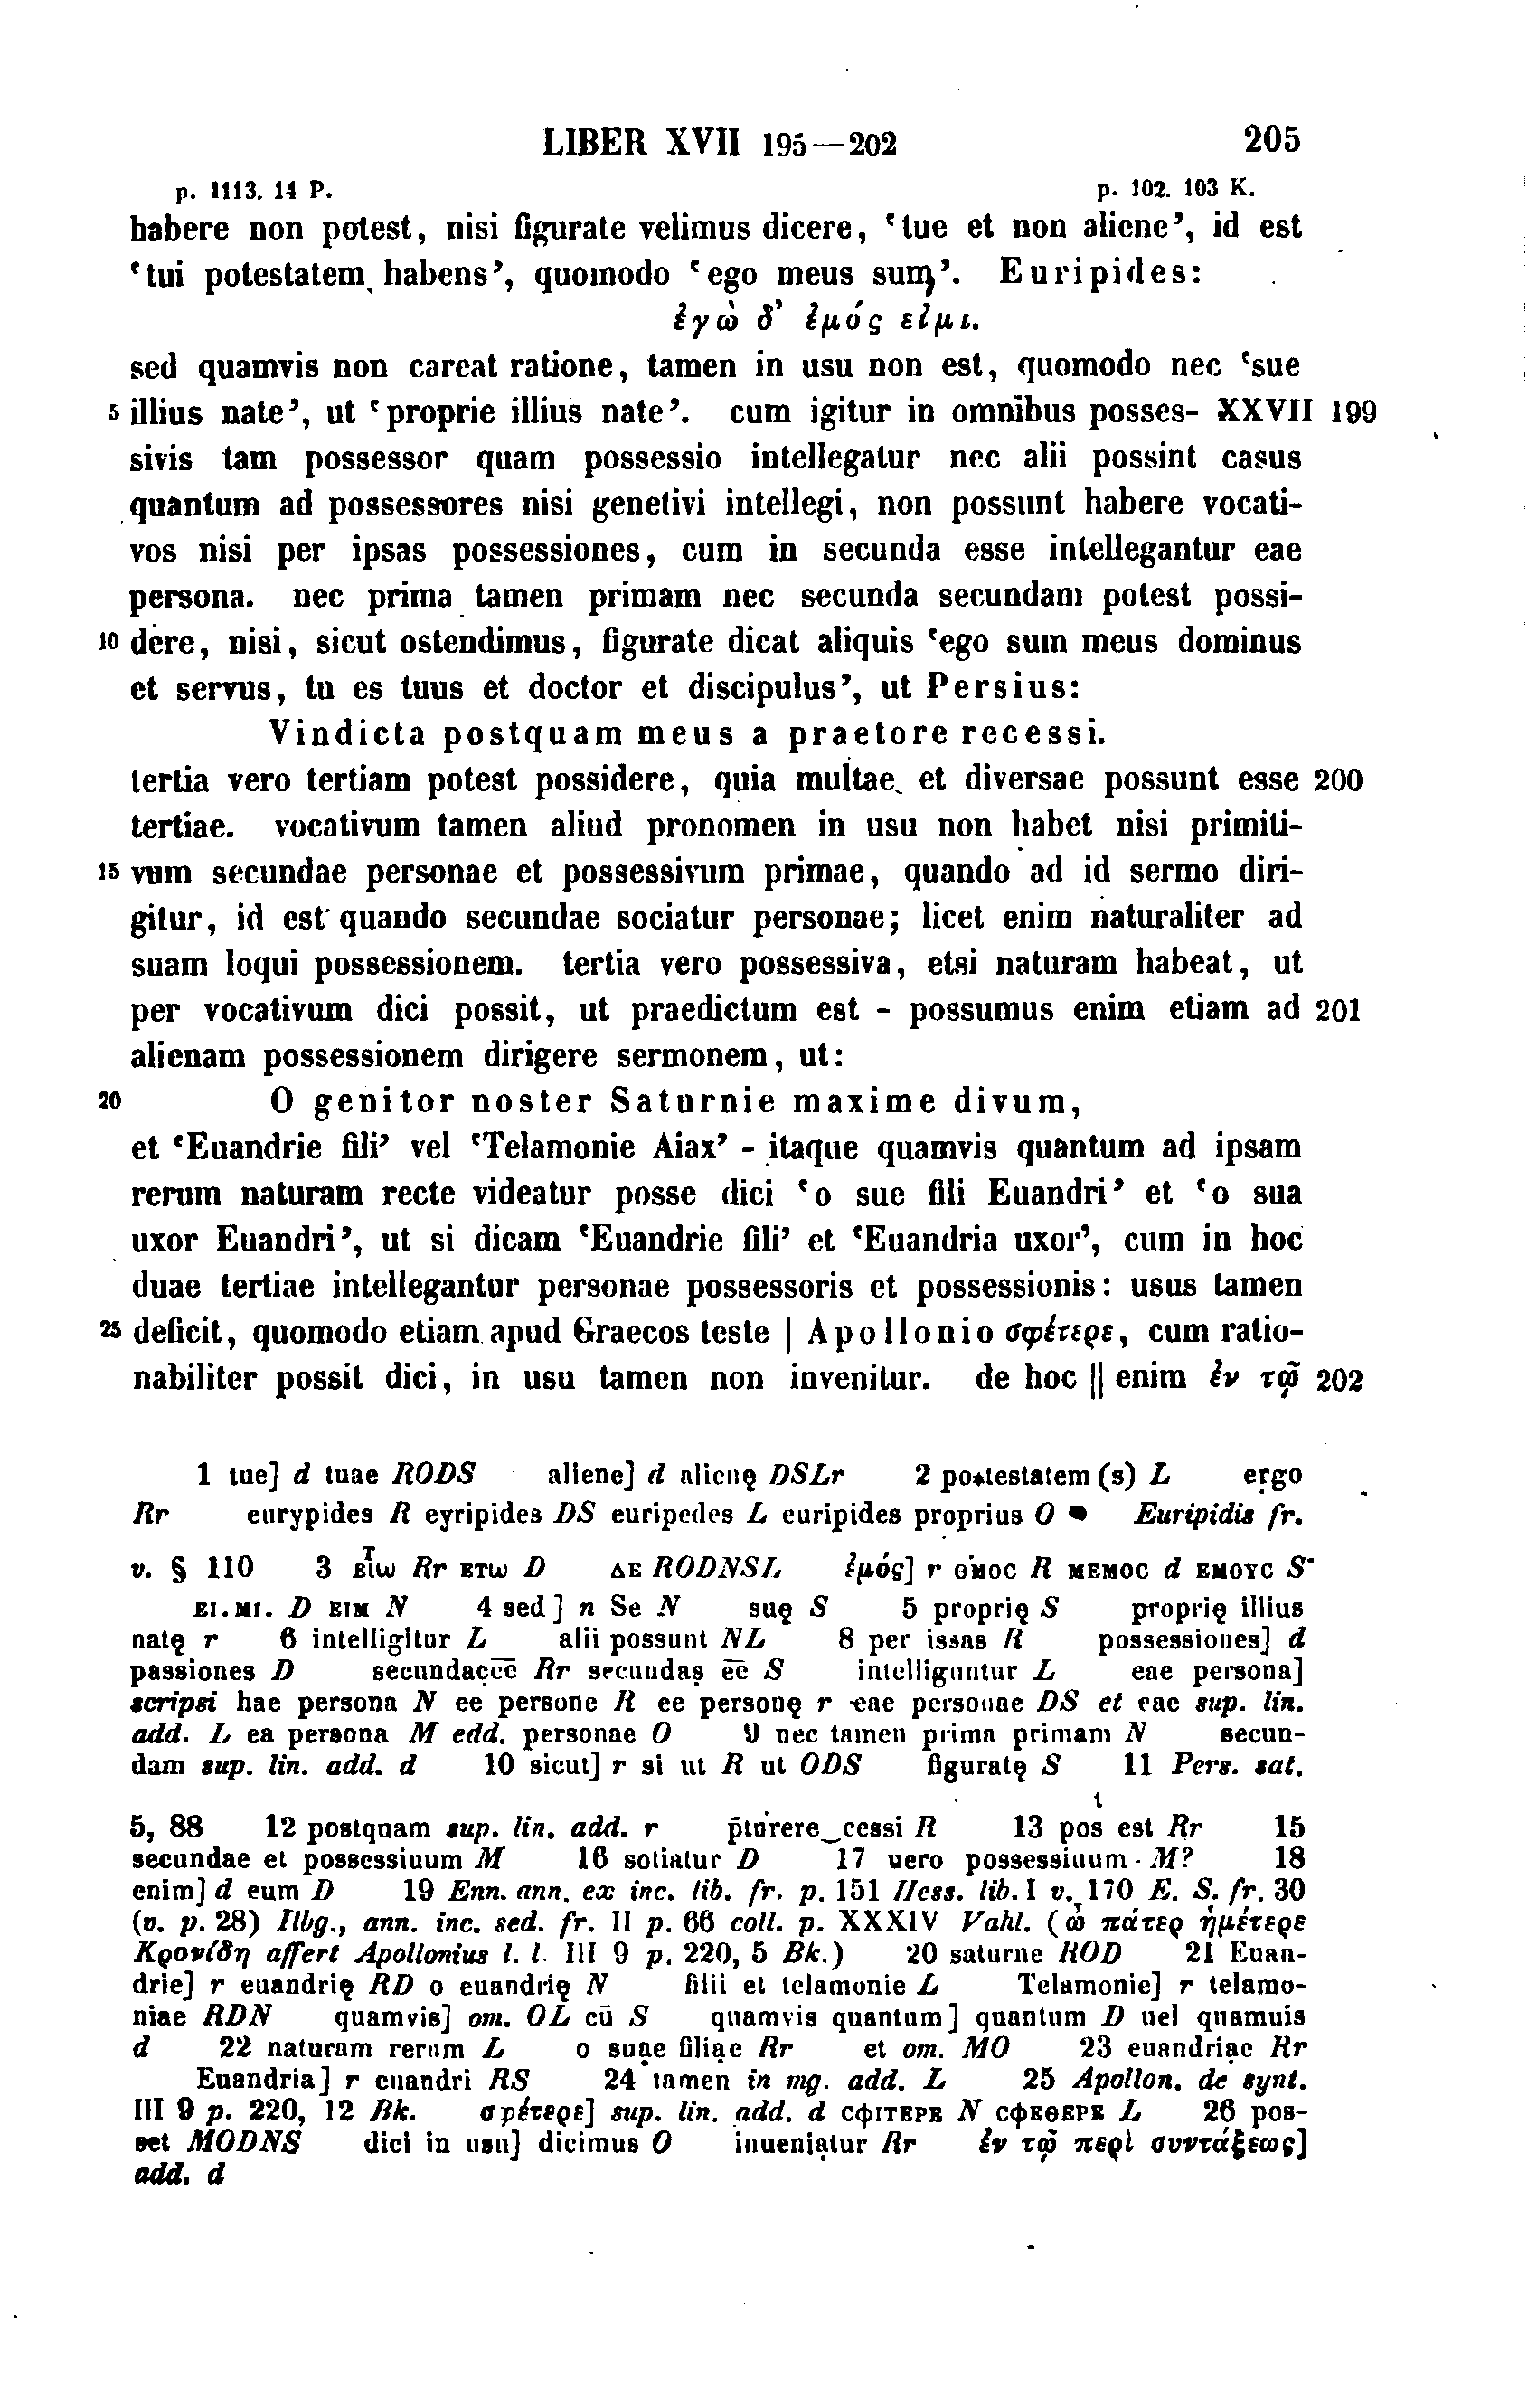 LIBER XVII 195—202 205
p. 1113. 14 P. p. 102. 103 K.
habere non potest, nisi figurate velimus dicere, ‘tue et non aliene’, id est
‘tui potestatem habens’, quomodo ‘ego meus sum’. Euripides:
ἐγὼ δ’ ἐμός εἰμι.
sed quamvis non careat ratione, tamen in usu non est, quomodo nec ‘sue
5 illius nate’, ut ‘proprie illius nate’. cum igitur in omnibus posses- XXVII 199
sivis tam possessor quam possessio intellegatur nec alii possint casus
quantum ad possessores nisi genetivi intellegi, non possunt habere vocati-
vos nisi per ipsas possessiones, cum in secunda esse intellegantur eae
persona. nec prima tamen primam nec secunda secundam potest possi-
10 dere, nisi, sicut ostendimus, figurate dicat aliquis ‘ego sum meus dominus
et servus, tu es tuus et doctor et discipulus’, ut Persius:
Vindicta postquam meus a praetore recessi.
tertia vero tertiam potest possidere, quia multae et diversae possunt esse 200
tertiae. vocativum tamen aliud pronomen in usu non habet nisi primiti-
15 vum secundae personae et possessivum primae, quando ad id sermo diri-
gitur, id est quando secundae sociatur personae; licet enim naturaliter ad
suam loqui possessionem. tertia vero possessiva, etsi naturam habeat, ut
per vocativum dici possit, ut praedictum est - possumus enim etiam ad 201
alienam possessionem dirigere sermonem, ut:
20 O genitor noster Saturnie maxime divum,
et ‘Euandrie fili’ vel ‘Telamonie Aiax’ - itaque quamvis quantum ad ipsam
rerum naturam recte videatur posse dici ‘o sue fili Euandri’ et ‘o sua
uxor Euandri’, ut si dicam ‘Euandrie fili’ et ‘Euandria uxor’, cum in hoc
duae tertiae intellegantur personae possessoris et possessionis: usus tamen
25 deficit, quomodo etiam apud Graecos teste | Apollonio σφέτερε, cum ratio-
nabiliter possit dici, in usu tamen non invenitur. de hoc || enim ἐν τῷ 202
1 tue] d tuae RODS aliene] d alienę DSLr 2 po*testatem (s) L ergo
Rr eurypides R eyripides DS euripedes L euripides proprius O Euripidis fr.
v. § 110 3 Rr ΕΤω D ΔΕ RODNSL ἐμός] r R ΜΕΜΟC d ΕΜΟΥC S
ΕΙ.ΜΙ. D ΕΙΜ N 4 sed] n Se N suę S 5 proprię S proprię illius
natę r 6 intelligitur L alii possunt NL 8 per issas R possessiones] d
passiones D Rr S intelliguntur L eae persona]
scripsi hae persona N ee persone R ee personę r eae personae DS et eae sup. lin.
add. L ea persona M edd. personae O 9 nec tamen prima primam N secun-
dam sup. lin. add. d 10 sicut] r si ut R ut ODS figuratę S 11 Pers. sat.
5, 88 12 postquam sup. lin. add. r R 13 pos est Rr 15
secundae et possessiuum M 16 sotiatur D 17 uero possessiuum M? 18
enim] d eum D 19 Enn. ann. ex inc. lib. fr. p. 151 Hess. lib. I v. 170 E. S. fr. 30
(v. p. 28) Ilbg., ann. inc. sed. fr. II p. 66 coll. p. XXXIV Vahl. (ὦ πάτερ ἡμέτερε
Κρονίδη affert Apollonius l. l. III 9 p. 220, 5 Bk.) 20 saturne ROD 21 Euan-
drie] r euandrię RD o euandrię N filii et telamonie L Telamonie] r telamo-
niae RDN quamvis] om. OL cū S quamvis quantum] quantum D uel quamuis
d 22 naturam rerum L o suae filiae Rr et om. MO 23 euandriae Rr
Euandria] r euandri RS 24 tamen in mg. add. L 25 Apollon. de synt.
III 9 p. 220, 12 Bk. σφέτερε] sup. lin. add. d CΦΙΤΕΡΕ N CΦΕΘΕΡΕ L 26 pos-
set MODNS dici in usu] dicimus O inueniatur Rr ἐν τῷ περὶ συντάξεως]
add. d